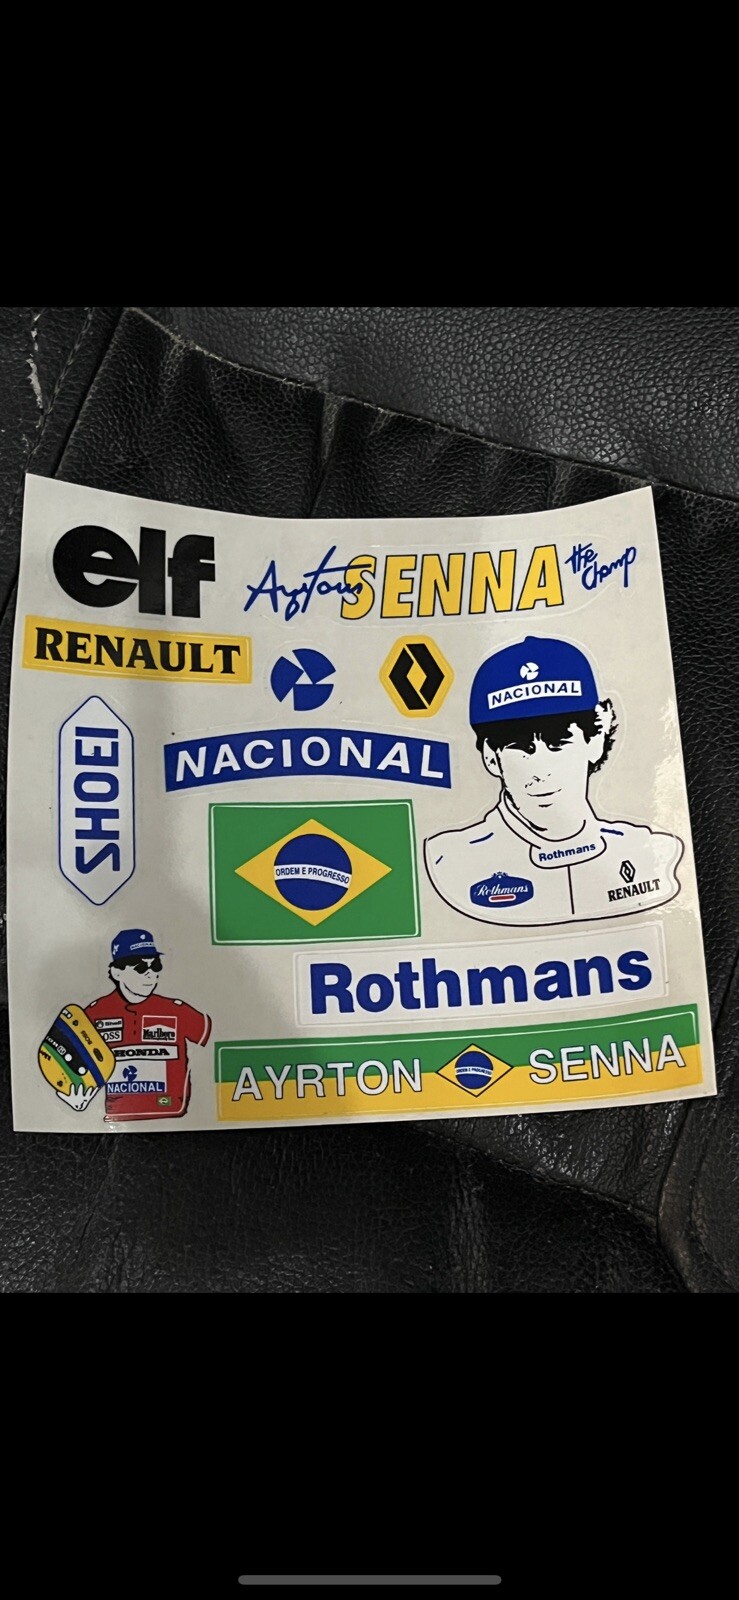 elf
Ayrton SENNA the Champ
RENAULT
NACIONAL
SHOEI
NACIONAL
ORDEM E PROGRESSO
Rothmans
Rothmans
RENAULT
Rothmans
NACIONAL
Marlboro
HONDA
NACIONAL
AYRTON SENNA